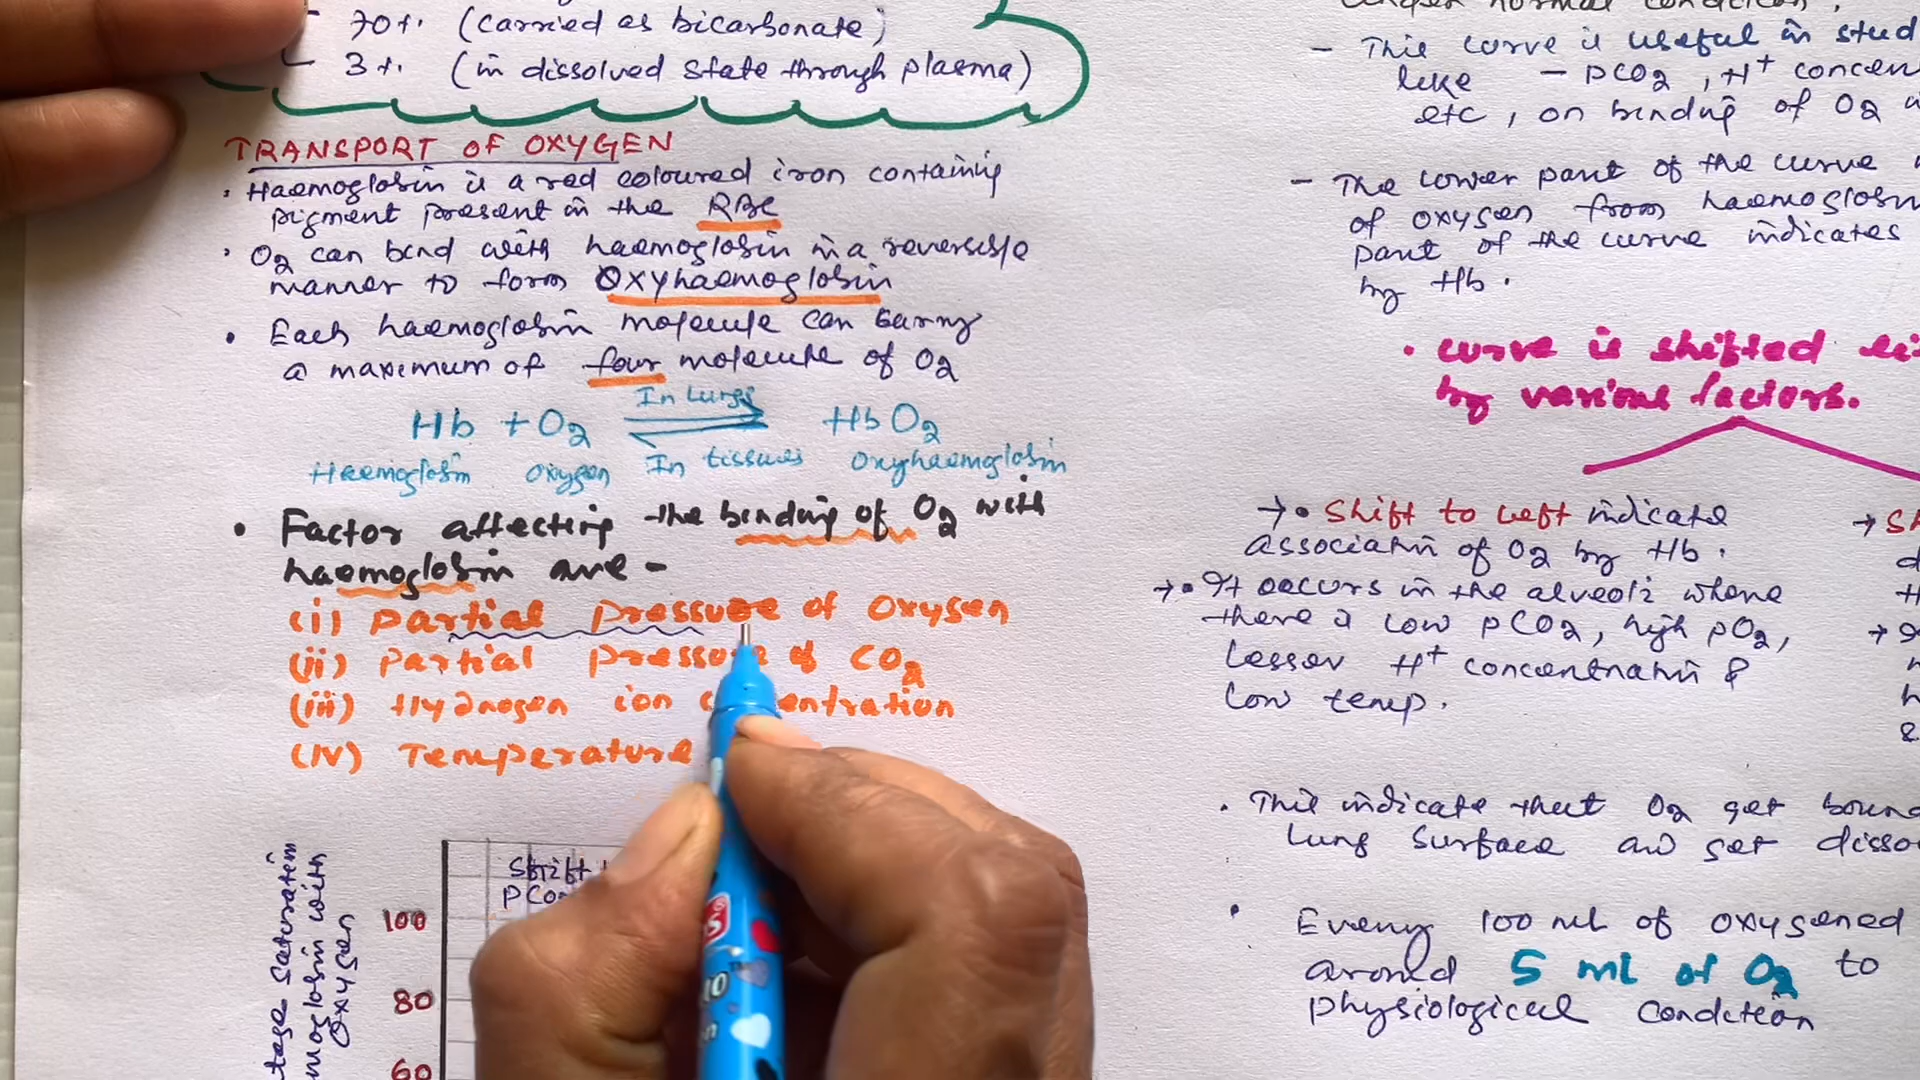 70%. (carried as bicarbonate)
3%. (in dissolved state through plasma)
TRANSPORT OF OXYGEN
• Haemoglobin is a red coloured iron containing
pigment present in the RBC
• O2 can bind with haemoglobin in a reversible
manner to form Oxyhaemoglobin
• Each haemoglobin molecule can carry
a maximum of four molecule of O2
In Lungs
Hb + O2 ⇌ HbO2
Haemoglobin oxygen In tissues Oxyhaemoglobin
• Factor affecting the binding of O2 with
haemoglobin are -
(i) Partial pressure of Oxygen
(ii) Partial pressure of CO2
(iii) Hydrogen ion
(iv) Temperature
Shift
100
80
60
oxygen
- This curve is useful in
like - pCO2, H+
etc, on binding of O2
- The lower part of the curve
of oxygen from
part of the curve indicates
by Hb.
• curve is shifted
by various factors.
→ • Shift to left indicate
association of O2 by Hb.
→ • It occurs in the alveoli where
there is low pCO2, high pO2,
lesser H+ concentration &
low temp.
• This indicate that O2 get
lung surface and get
• Every 100 ml of
around 5 ml of O2 to
physiological condition